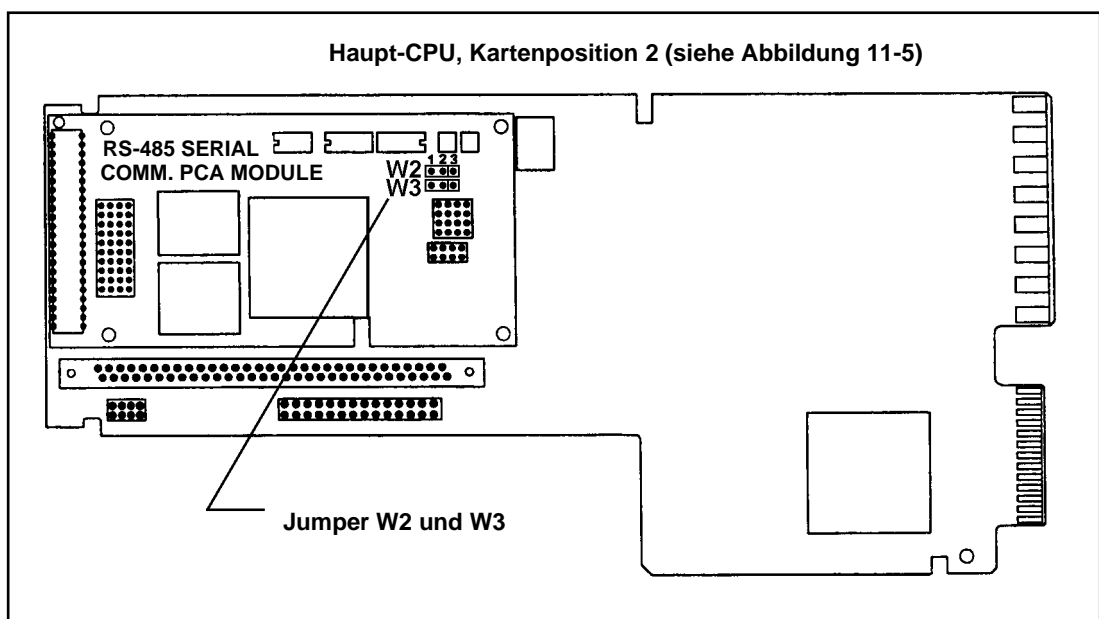 Haupt-CPU, Kartenposition 2 (siehe Abbildung 11-5)
RS-485 SERIAL
COMM. PCA MODULE
1 2 3
W2
W3
Jumper W2 und W3